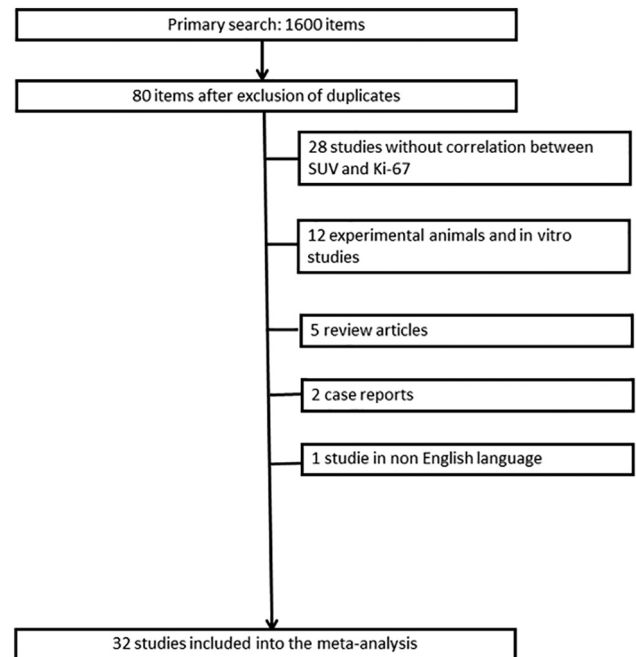 Primary search: 1600 items
80 items after exclusion of duplicates
28 studies without correlation between
SUV and Ki-67
12 experimental animals and in vitro
studies
5 review articles
2 case reports
1 studie in non English language
32 studies included into the meta-analysis